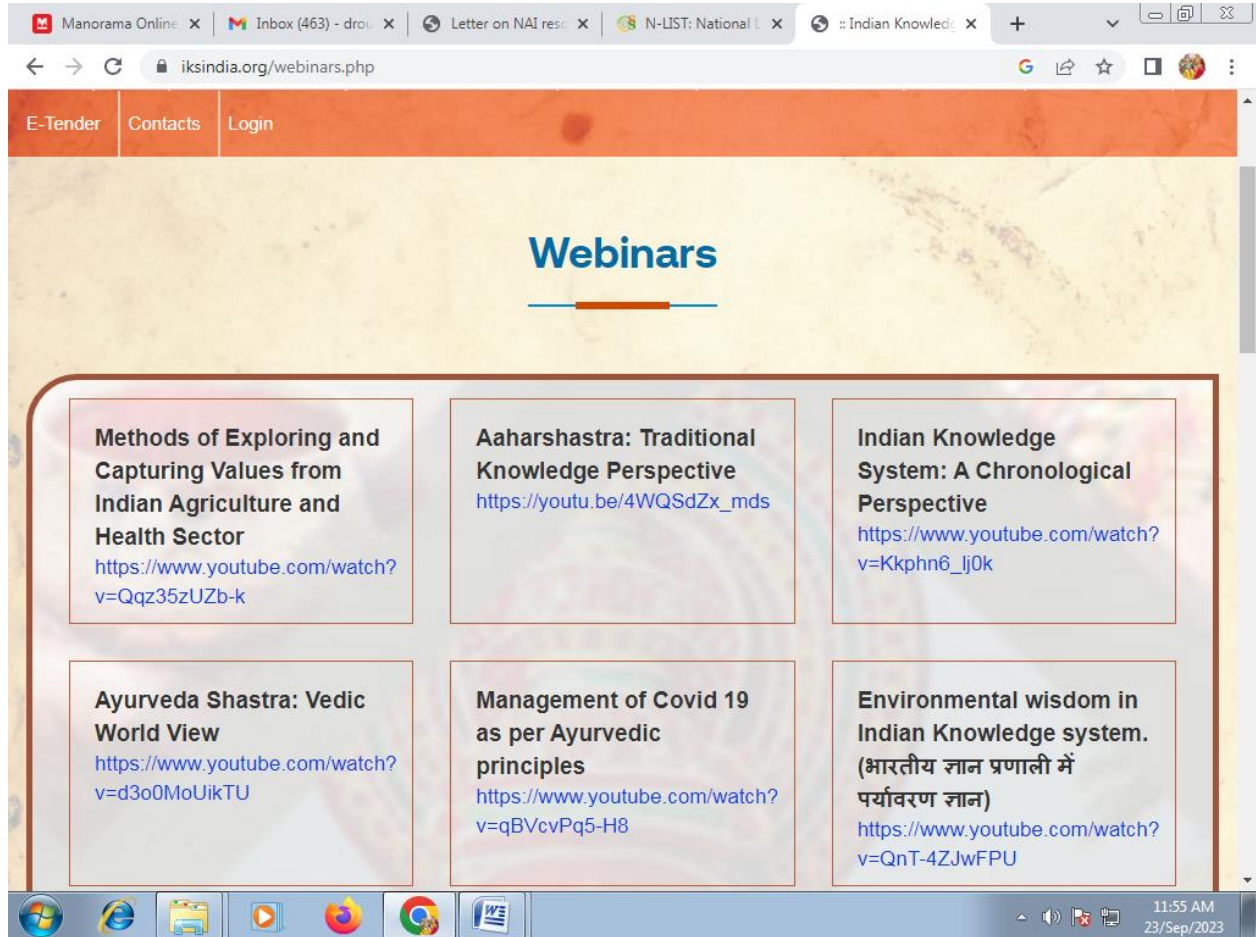 Manorama Online
Inbox (463) - drou
Letter on NAI reso
N-LIST: National L
:: Indian Knowledg
iksindia.org/webinars.php
E-Tender
Contacts
Login
Webinars
Methods of Exploring and
Capturing Values from
Indian Agriculture and
Health Sector
https://www.youtube.com/watch?
v=Qqz35zUZb-k
Aaharshastra: Traditional
Knowledge Perspective
https://youtu.be/4WQSdZx_mds
Indian Knowledge
System: A Chronological
Perspective
https://www.youtube.com/watch?
v=Kkphn6_lj0k
Ayurveda Shastra: Vedic
World View
https://www.youtube.com/watch?
v=d3o0MoUikTU
Management of Covid 19
as per Ayurvedic
principles
https://www.youtube.com/watch?
v=qBVcvPq5-H8
Environmental wisdom in
Indian Knowledge system.
(भारतीय ज्ञान प्रणाली में
पर्यावरण ज्ञान)
https://www.youtube.com/watch?
v=QnT-4ZJwFPU
11:55 AM
23/Sep/2023